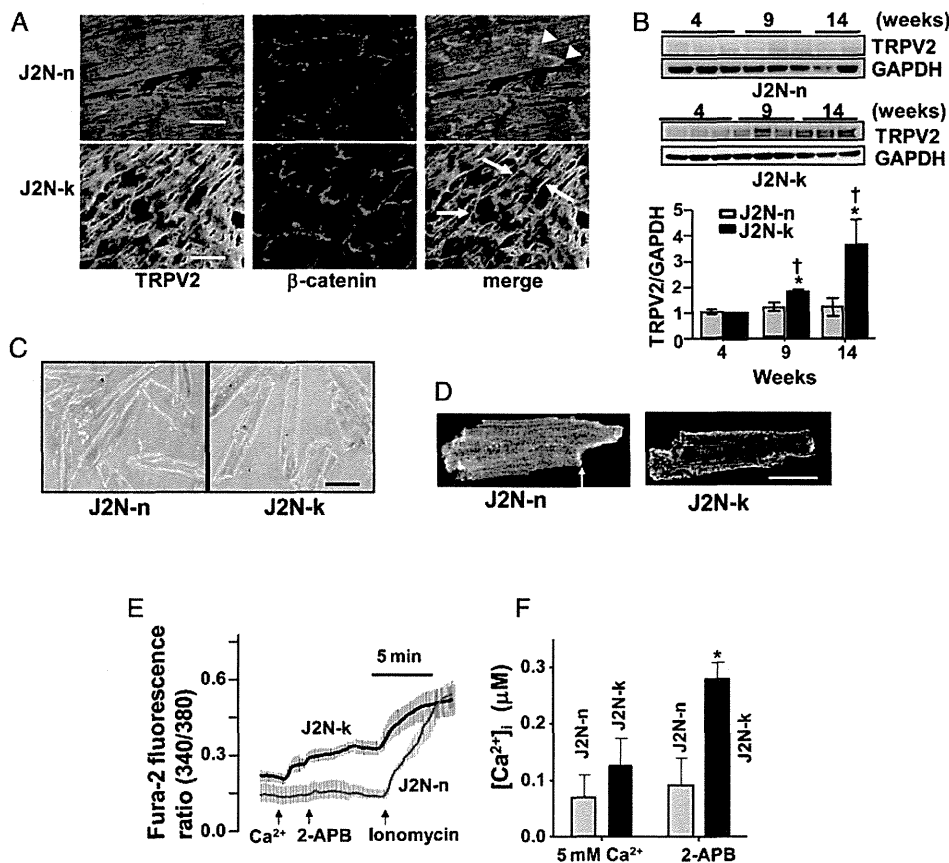 A
J2N-n
J2N-k
TRPV2
β-catenin
merge
B
4 9 14 (weeks)
TRPV2
GAPDH
J2N-n
4 9 14 (weeks)
TRPV2
GAPDH
J2N-k
TRPV2/GAPDH
5
4
3
2
1
0
J2N-n
J2N-k
†
*
†
*
4 9 14
Weeks
C
J2N-n
J2N-k
D
J2N-n
J2N-k
E
Fura-2 fluorescence
ratio (340/380)
0.6
0.3
0.0
5 min
J2N-k
J2N-n
Ca²⁺
2-APB
Ionomycin
F
[Ca²⁺]i (μM)
0.3
0.2
0.1
0.0
J2N-n
J2N-k
J2N-n
*
J2N-k
5 mM Ca²⁺
2-APB